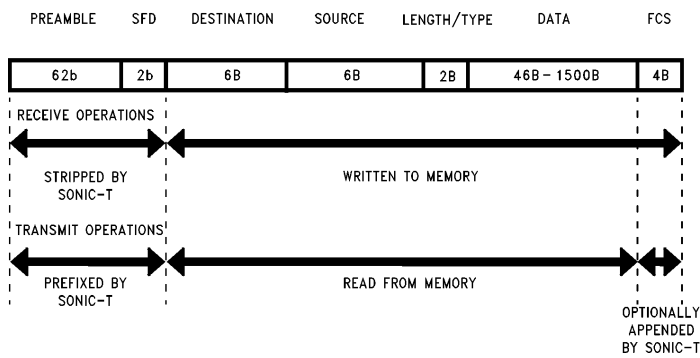 PREAMBLE SFD DESTINATION SOURCE LENGTH/TYPE DATA FCS
62b 2b 6B 6B 2B 46B–1500B 4B
RECEIVE OPERATIONS
STRIPPED BY
SONIC–T
WRITTEN TO MEMORY
TRANSMIT OPERATIONS
PREFIXED BY
SONIC–T
READ FROM MEMORY
OPTIONALLY
APPENDED
BY SONIC–T